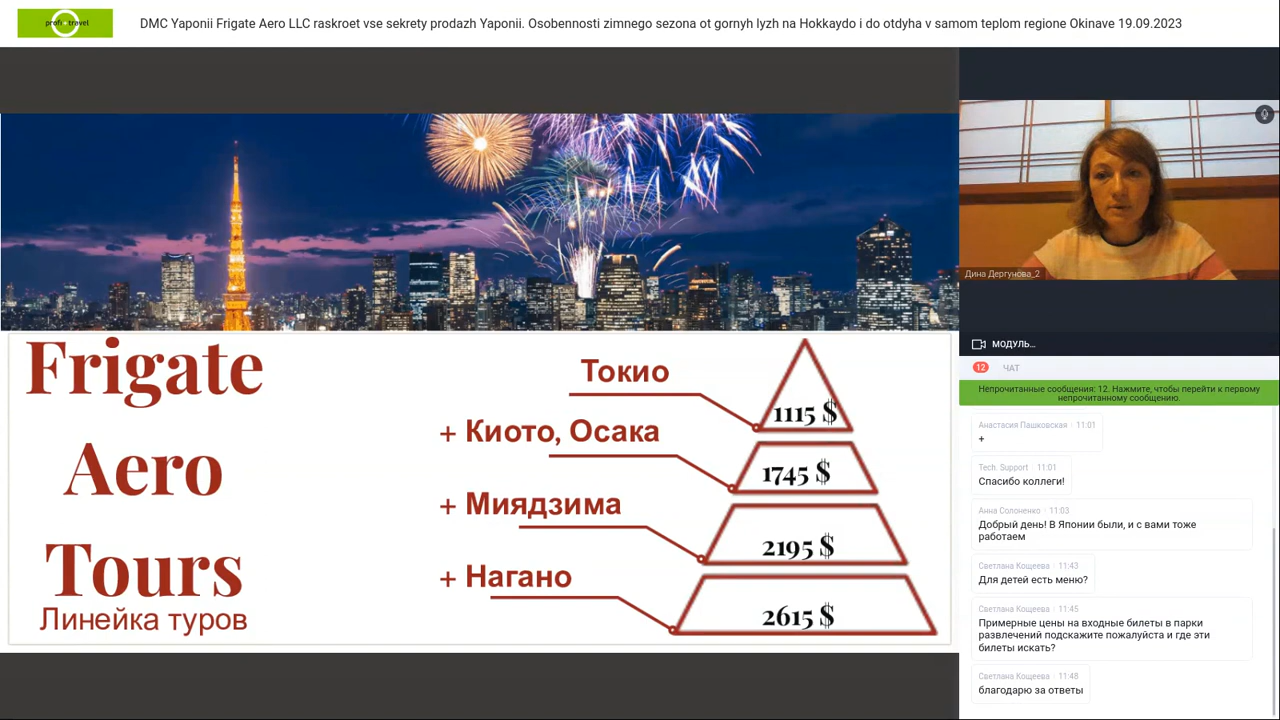 profi travel
DMC Yaponii Frigate Aero LLC raskroet vse sekrety prodazh Yaponii. Osobennosti zimnego sezona ot gornyh lyzh na Hokkaydo i do otdyha v samom teplom regione Okinave 19.09.2023
Frigate
Aero
Tours
Линейка туров
Токио
1115 $
+ Киото, Осака
1745 $
+ Миядзима
2195 $
+ Нагано
2615 $
Дина Дергунова_2
МОДУЛЬ...
12
ЧАТ
Непрочитанные сообщения: 12. Нажмите, чтобы перейти к первому
непрочитанному сообщению.
Анастасия Пашковская 11:01
+
Tech. Support 11:01
Спасибо коллеги!
Анна Солоненко 11:03
Добрый день! В Японии были, и с вами тоже
работаем
Светлана Кощеева 11:43
Для детей есть меню?
Светлана Кощеева 11:45
Примерные цены на входные билеты в парки
развлечений подскажите пожалуйста и где эти
билеты искать?
Светлана Кощеева 11:48
благодарю за ответы